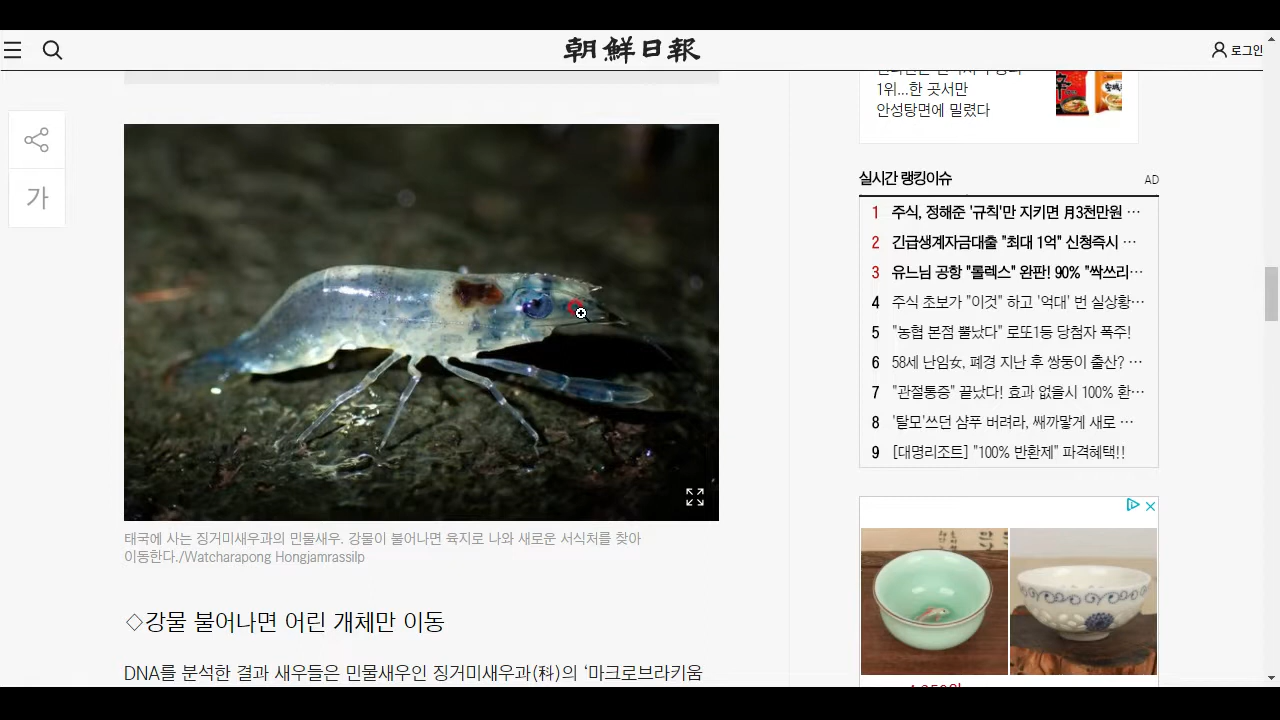 朝鮮日報
로그인
가
1위...한 곳서만
안성탕면에 밀렸다
태국에 사는 징거미새우과의 민물새우. 강물이 불어나면 육지로 나와 새로운 서식처를 찾아
이동한다./Watcharapong Hongjamrassilp
◇강물 불어나면 어린 개체만 이동
DNA를 분석한 결과 새우들은 민물새우인 징거미새우과(科)의 ‘마크로브라키움
실시간 랭킹이슈
AD
1 주식, 정해준 '규칙'만 지키면 月3천만원 …
2 긴급생계자금대출 "최대 1억" 신청즉시 …
3 유느님 공항 "롤렉스" 완판! 90% "싹쓰리…
4 주식 초보가 "이것" 하고 '억대' 번 실상황…
5 "농협 본점 뿔났다" 로또1등 당첨자 폭주!
6 58세 난임女, 폐경 지난 후 쌍둥이 출산? …
7 "관절통증" 끝났다! 효과 없을시 100% 환…
8 '탈모'쓰던 샴푸 버려라, 쌔까맣게 새로 …
9 [대명리조트] "100% 반환제" 파격혜택!!